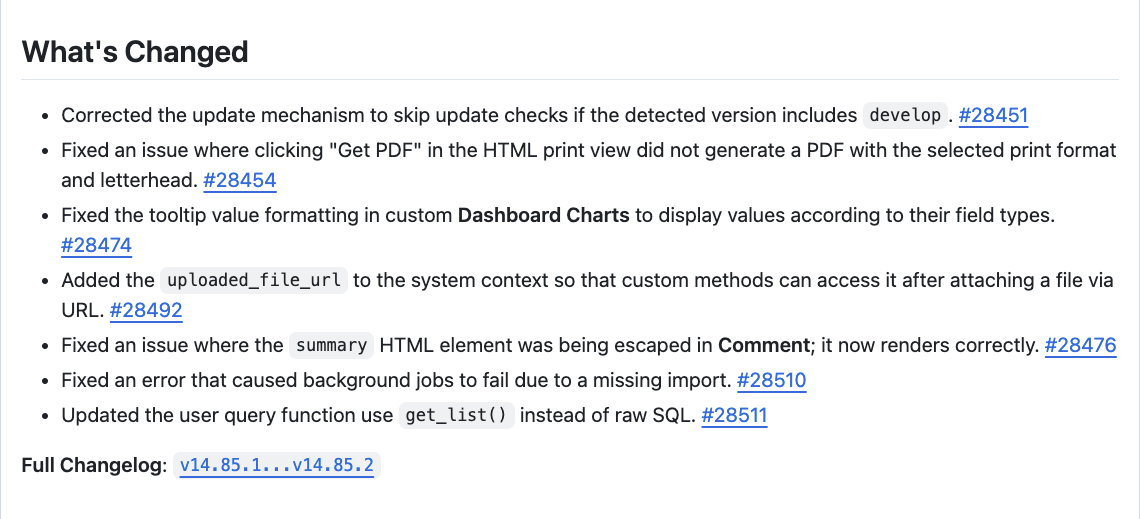 What's Changed
• Corrected the update mechanism to skip update checks if the detected version includes develop . #28451
• Fixed an issue where clicking "Get PDF" in the HTML print view did not generate a PDF with the selected print format
and letterhead. #28454
• Fixed the tooltip value formatting in custom Dashboard Charts to display values according to their field types.
#28474
• Added the uploaded_file_url to the system context so that custom methods can access it after attaching a file via
URL. #28492
• Fixed an issue where the summary HTML element was being escaped in Comment; it now renders correctly. #28476
• Fixed an error that caused background jobs to fail due to a missing import. #28510
• Updated the user query function use get_list() instead of raw SQL. #28511
Full Changelog: v14.85.1...v14.85.2